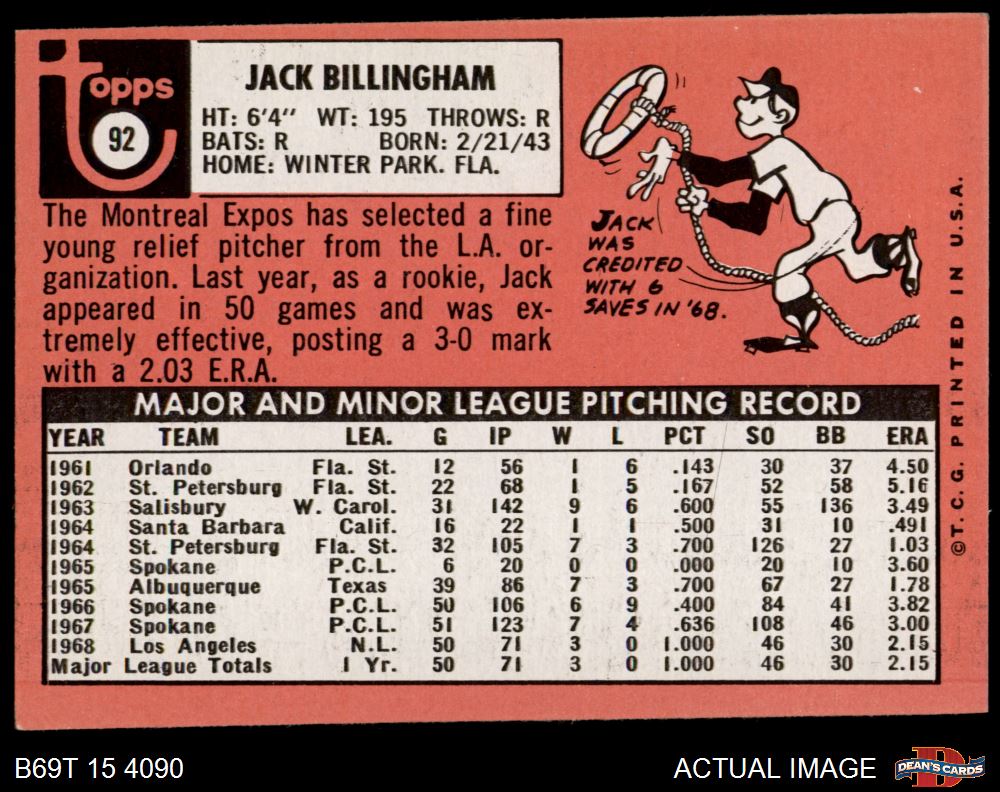 Topps
92
JACK BILLINGHAM
HT: 6'4" WT: 195 THROWS: R
BATS: R BORN: 2/21/43
HOME: WINTER PARK. FLA.
The Montreal Expos has selected a fine
young relief pitcher from the L.A. or-
ganization. Last year, as a rookie, Jack
appeared in 50 games and was ex-
tremely effective, posting a 3-0 mark
with a 2.03 E.R.A.
JACK
WAS
CREDITED
WITH 6
SAVES IN '68.
MAJOR AND MINOR LEAGUE PITCHING RECORD
YEAR TEAM LEA. G IP W L PCT SO BB ERA
1961 Orlando Fla. St. 12 56 1 6 .143 30 37 4.50
1962 St. Petersburg Fla. St. 22 68 1 5 .167 52 58 5.16
1963 Salisbury W. Carol. 31 142 9 6 .600 55 136 3.49
1964 Santa Barbara Calif. 16 22 1 1 .500 31 10 .491
1964 St. Petersburg Fla. St. 32 105 7 3 .700 126 27 1.03
1965 Spokane P.C.L. 6 20 0 0 .000 20 10 3.60
1965 Albuquerque Texas 39 86 7 3 .700 67 27 1.78
1966 Spokane P.C.L. 50 106 6 9 .400 84 41 3.82
1967 Spokane P.C.L. 51 123 7 4 .636 108 46 3.00
1968 Los Angeles N.L. 50 71 3 0 1.000 46 30 2.15
Major League Totals 1 Yr. 50 71 3 0 1.000 46 30 2.15
©T.C.G. PRINTED IN U.S.A.
B69T 15 4090
ACTUAL IMAGE
DEAN'S CARDS